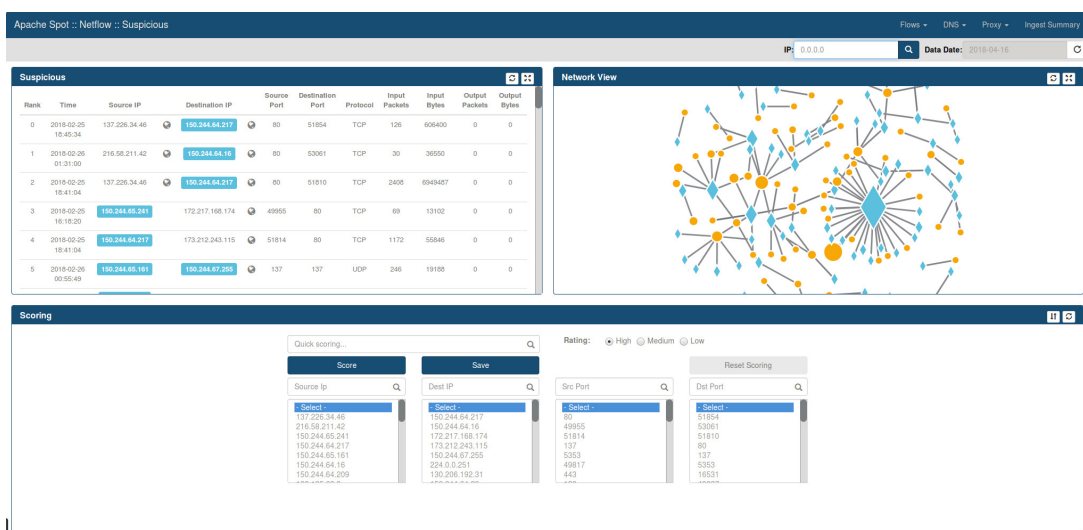 Apache Spot :: Netflow :: Suspicious
Flows DNS Proxy Ingest Summary
IP: 0.0.0.0 Data Date: 2018-04-16
Suspicious
Rank Time Source IP Destination IP Source Port Destination Port Protocol Input Packets Input Bytes Output Packets Output Bytes
0 2018-02-25 18:45:34 137.226.34.46 150.244.64.217 80 51854 TCP 126 606400 0 0
1 2018-02-26 01:31:00 216.58.211.42 150.244.64.16 80 53061 TCP 30 36550 0 0
2 2018-02-25 18:41:04 137.226.34.46 150.244.64.217 80 51810 TCP 2408 6949487 0 0
3 2018-02-25 16:18:20 150.244.65.241 172.217.168.174 49955 80 TCP 69 13102 0 0
4 2018-02-25 18:41:04 150.244.64.217 173.212.243.115 51814 80 TCP 1172 55846 0 0
5 2018-02-26 00:55:49 150.244.65.161 150.244.67.255 137 137 UDP 246 19188 0 0
Network View
Scoring
Quick scoring...
Rating: High Medium Low
Score
Save
Reset Scoring
Source Ip
Dest IP
Src Port
Dst Port
- Select -
137.226.34.46
216.58.211.42
150.244.65.241
150.244.64.217
150.244.65.161
150.244.64.16
150.244.64.209
- Select -
150.244.64.217
150.244.64.16
172.217.168.174
173.212.243.115
150.244.67.255
224.0.0.251
130.206.192.31
- Select -
80
49955
51814
137
5353
49817
443
- Select -
51854
53061
51810
80
137
5353
16531